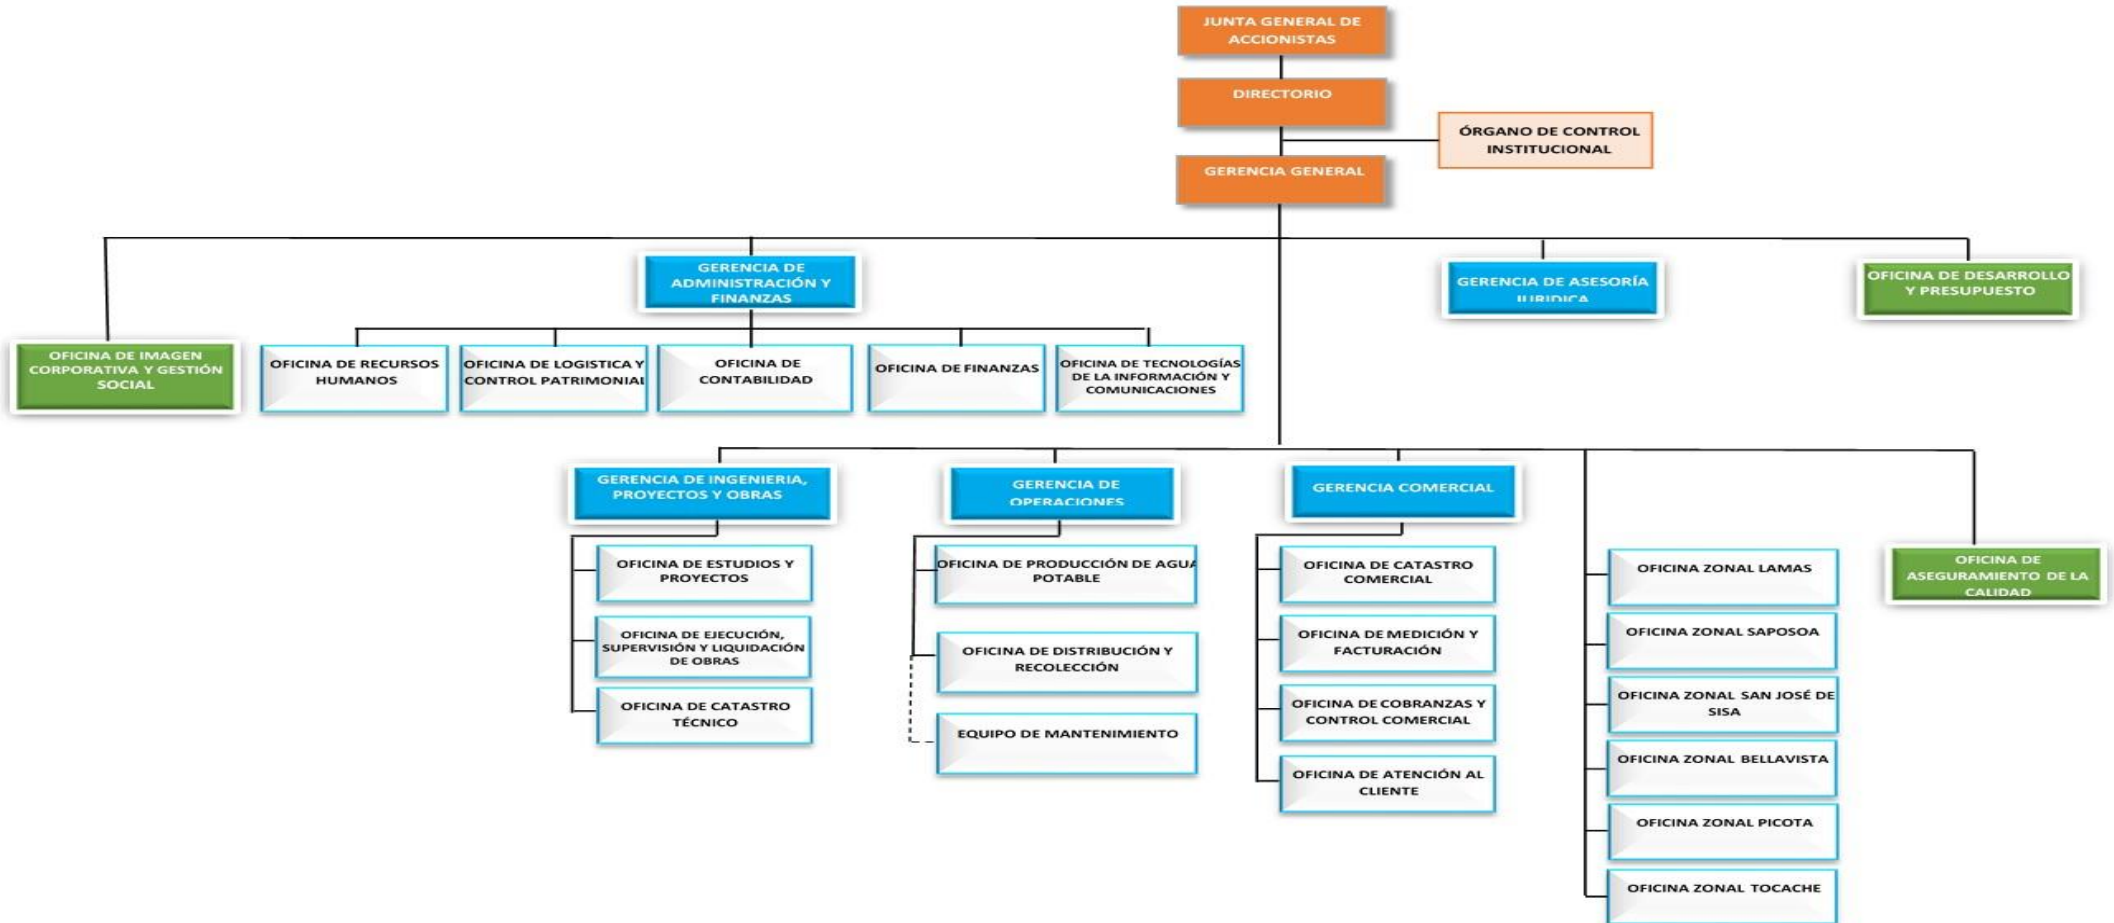 JUNTA GENERAL DE
ACCIONISTAS
DIRECTORIO
ÓRGANO DE CONTROL
INSTITUCIONAL
GERENCIA GENERAL
GERENCIA DE
ADMINISTRACIÓN Y
FINANZAS
GERENCIA DE ASESORÍA
JURIDICA
OFICINA DE DESARROLLO
Y PRESUPUESTO
OFICINA DE IMAGEN
CORPORATIVA Y GESTIÓN
SOCIAL
OFICINA DE RECURSOS
HUMANOS
OFICINA DE LOGISTICA Y
CONTROL PATRIMONIAL
OFICINA DE
CONTABILIDAD
OFICINA DE FINANZAS
OFICINA DE TECNOLOGÍAS
DE LA INFORMACIÓN Y
COMUNICACIONES
GERENCIA DE INGENIERIA,
PROYECTOS Y OBRAS
GERENCIA DE
OPERACIONES
GERENCIA COMERCIAL
OFICINA DE ESTUDIOS Y
PROYECTOS
OFICINA DE EJECUCIÓN,
SUPERVISIÓN Y LIQUIDACIÓN
DE OBRAS
OFICINA DE CATASTRO
TÉCNICO
OFICINA DE PRODUCCIÓN DE AGUA
POTABLE
OFICINA DE DISTRIBUCIÓN Y
RECOLECCIÓN
EQUIPO DE MANTENIMIENTO
OFICINA DE CATASTRO
COMERCIAL
OFICINA DE MEDICIÓN Y
FACTURACIÓN
OFICINA DE COBRANZAS Y
CONTROL COMERCIAL
OFICINA DE ATENCIÓN AL
CLIENTE
OFICINA ZONAL LAMAS
OFICINA ZONAL SAPOSOA
OFICINA ZONAL SAN JOSÉ DE
SISA
OFICINA ZONAL BELLAVISTA
OFICINA ZONAL PICOTA
OFICINA ZONAL TOCACHE
OFICINA DE
ASEGURAMIENTO DE LA
CALIDAD